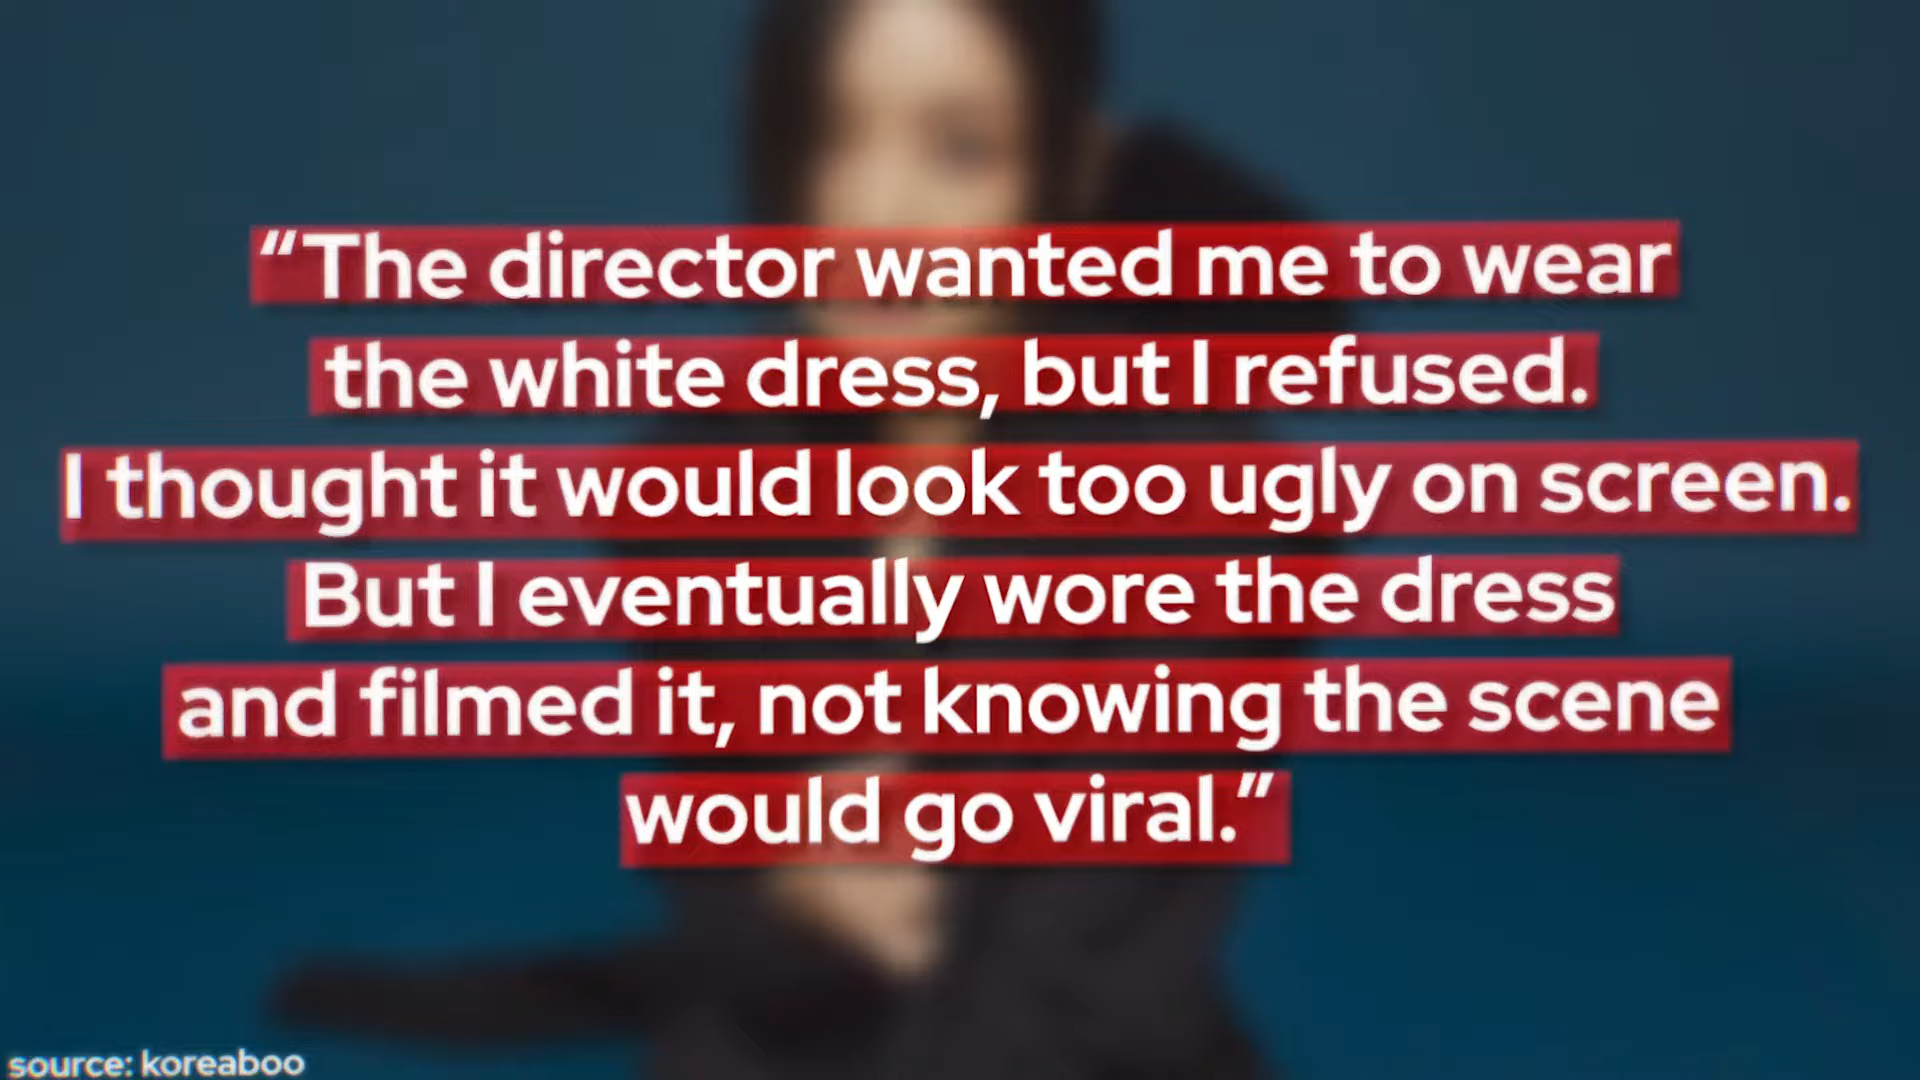 “The director wanted me to wear
the white dress, but I refused.
I thought it would look too ugly on screen.
But I eventually wore the dress
and filmed it, not knowing the scene
would go viral.”
source: koreaboo